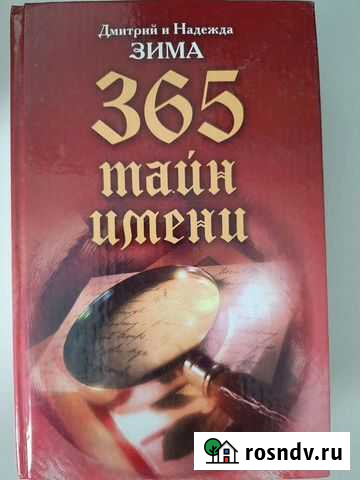 Дмитрий и Надежда
ЗИМА
365
тайн
имени
rosndv.ru